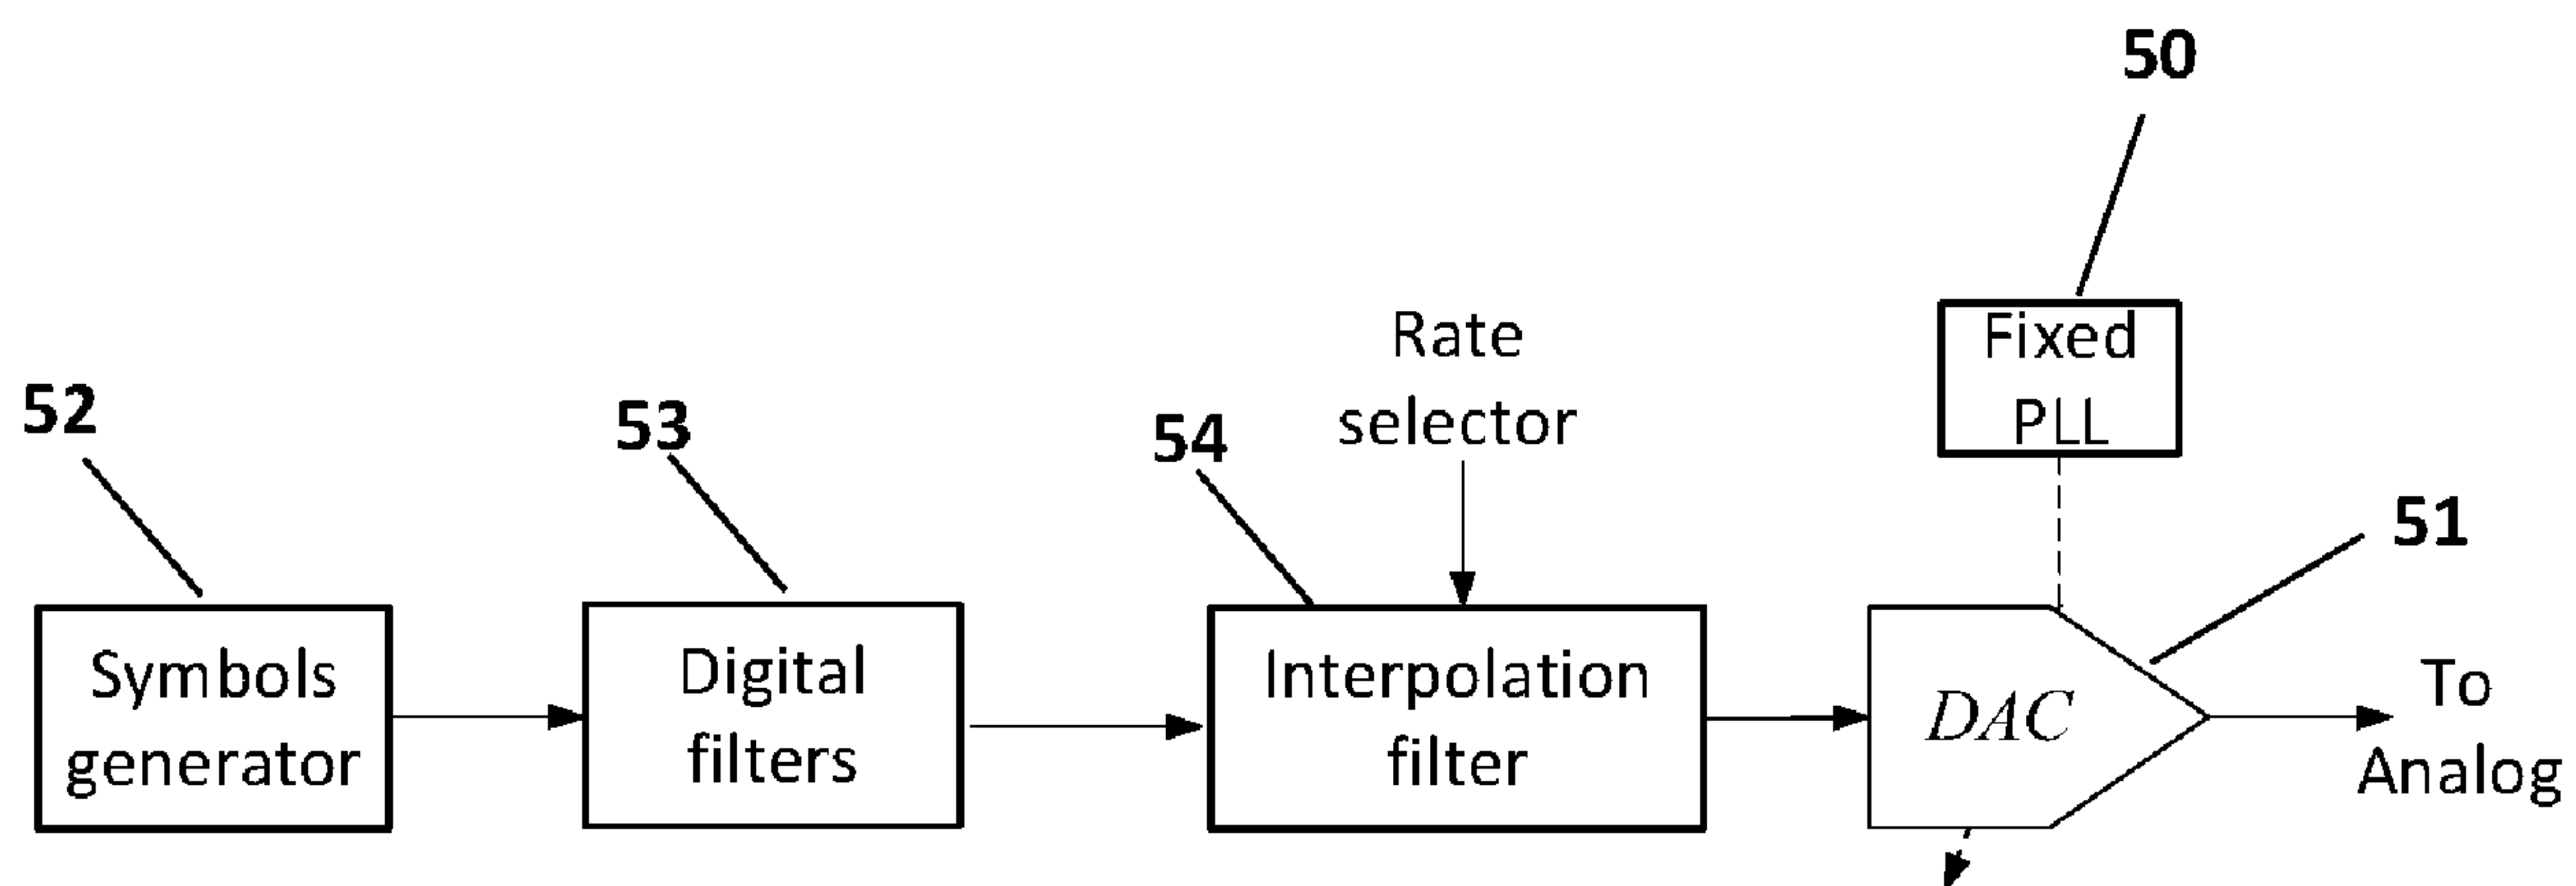 50
Rate
selector
Fixed
PLL
52
53
54
51
Symbols
generator
Digital
filters
Interpolation
filter
DAC
To
Analog